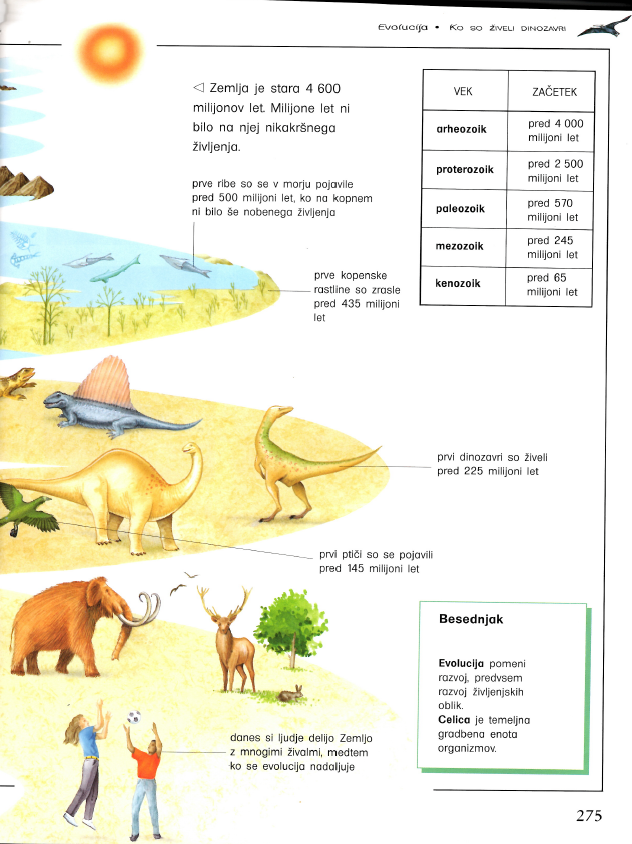 Evolucija • Ko so živeli dinozavri
◁ Zemlja je stara 4 600
milijonov let. Milijone let ni
bilo na njej nikakršnega
življenja.
prve ribe so se v morju pojavile
pred 500 milijoni let, ko na kopnem
ni bilo še nobenega življenja
prve kopenske
rastline so zrasle
pred 435 milijoni
let
VEK ZAČETEK
arheozoik pred 4 000
milijoni let
proterozoik pred 2 500
milijoni let
paleozoik pred 570
milijoni let
mezozoik pred 245
milijoni let
kenozoik pred 65
milijoni let
prvi dinozavri so živeli
pred 225 milijoni let
prvi ptiči so se pojavili
pred 145 milijoni let
danes si ljudje delijo Zemljo
z mnogimi živalmi, medtem
ko se evolucija nadaljuje
Besednjak
Evolucija pomeni
razvoj, predvsem
razvoj življenjskih
oblik.
Celica je temeljna
gradbena enota
organizmov.
275